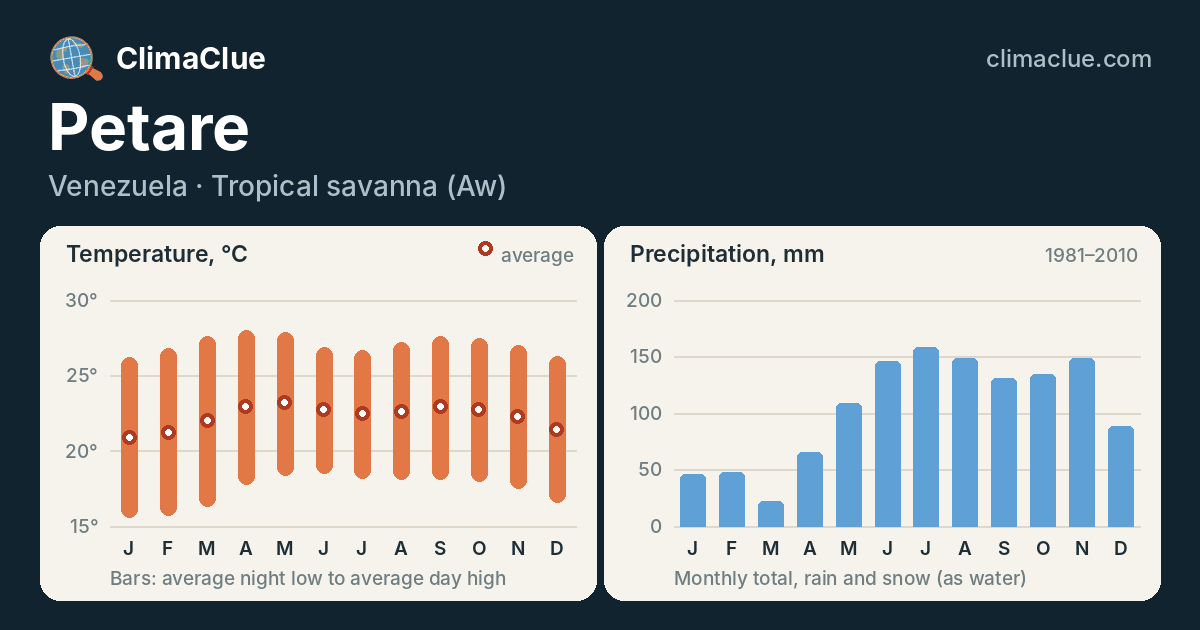 ClimaClue
climaclue.com
Petare
Venezuela · Tropical savanna (Aw)
Temperature, °C
average
30°
25°
20°
15°
J F M A M J J A S O N D
Bars: average night low to average day high
Precipitation, mm
1981–2010
200
150
100
50
0
J F M A M J J A S O N D
Monthly total, rain and snow (as water)